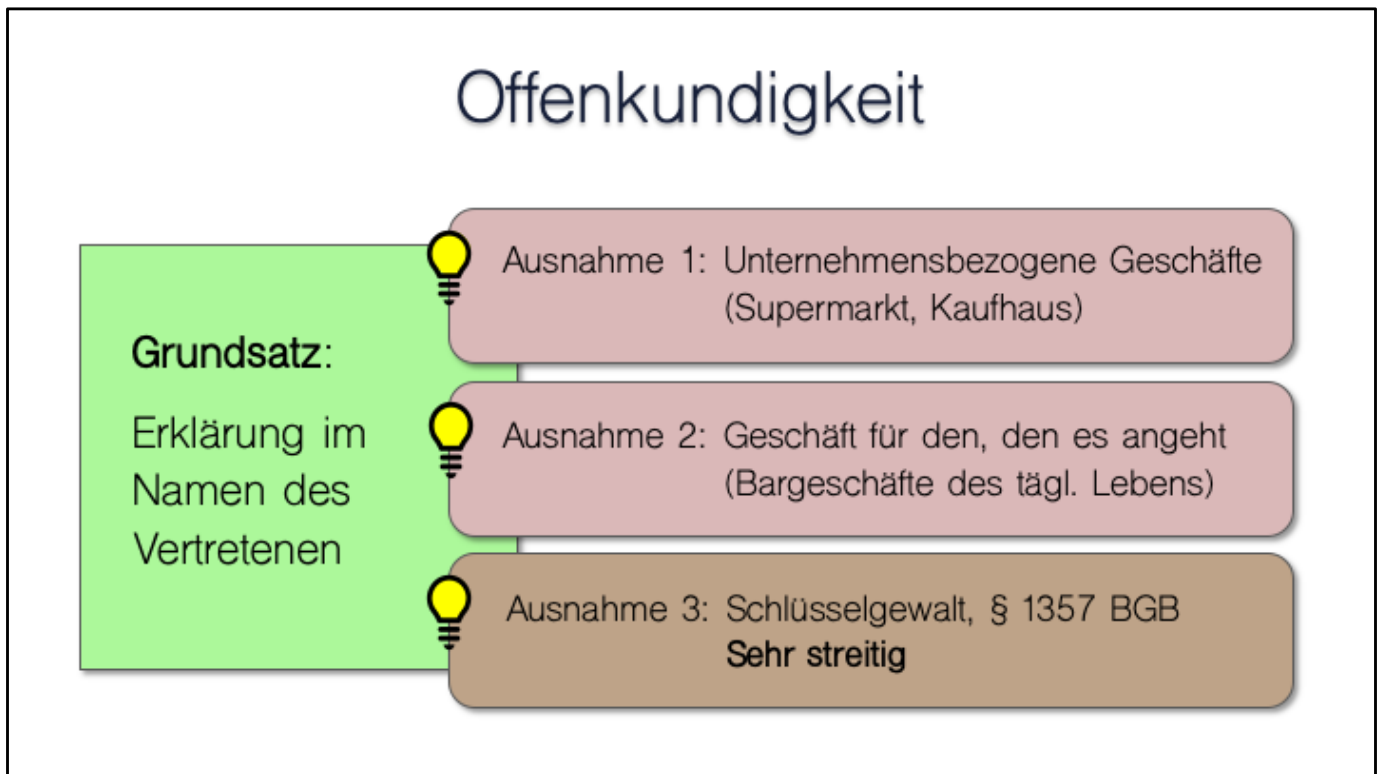 Offenkundigkeit
Grundsatz:
Erklärung im
Namen des
Vertretenen
Ausnahme 1: Unternehmensbezogene Geschäfte
(Supermarkt, Kaufhaus)
Ausnahme 2: Geschäft für den, den es angeht
(Bargeschäfte des tägl. Lebens)
Ausnahme 3: Schlüsselgewalt, § 1357 BGB
Sehr streitig